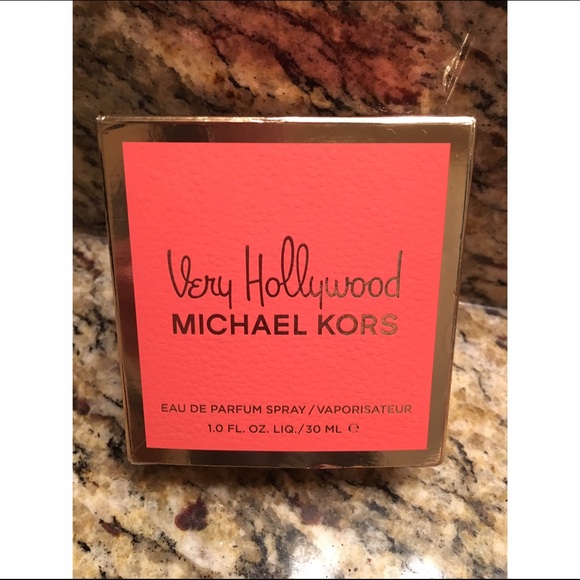 Very Hollywood
MICHAEL KORS
EAU DE PARFUM SPRAY / VAPORISATEUR
1.0 FL. OZ. LIQ./30 ML ℮